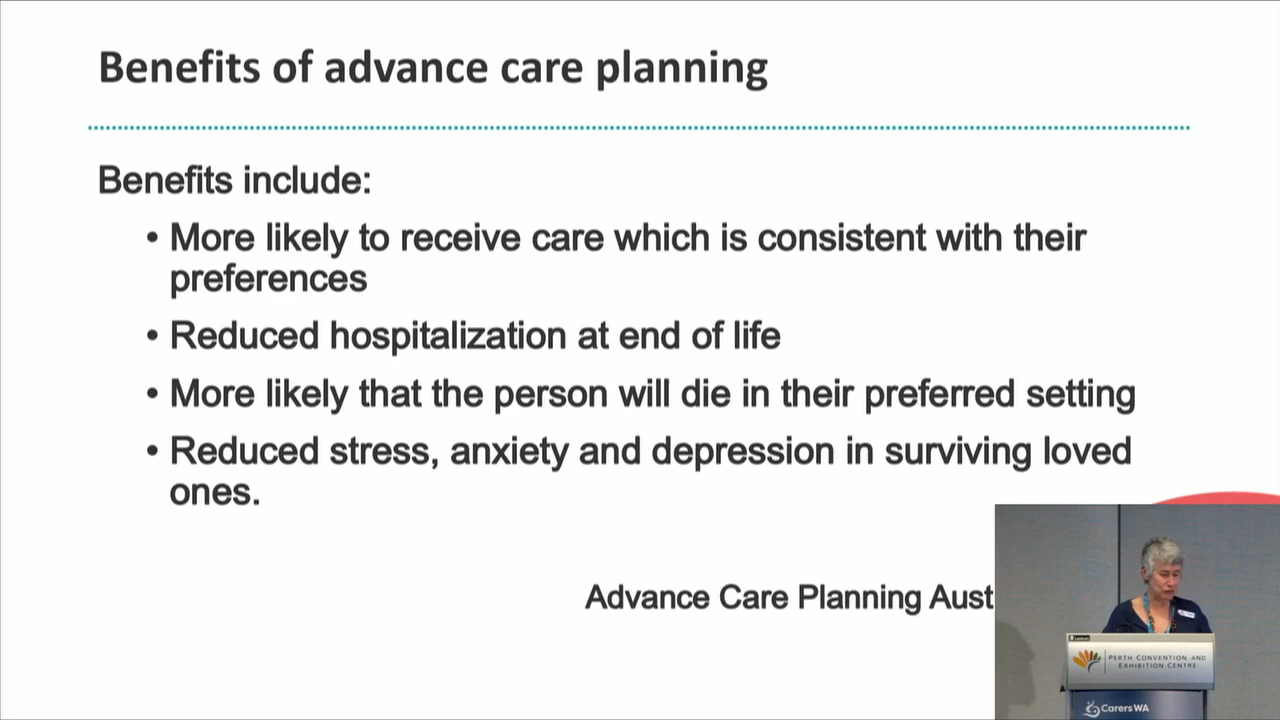 Benefits of advance care planning
Benefits include:
• More likely to receive care which is consistent with their
preferences
• Reduced hospitalization at end of life
• More likely that the person will die in their preferred setting
• Reduced stress, anxiety and depression in surviving loved
ones.
Advance Care Planning Aust
PERTH CONVENTION AND
EXHIBITION CENTRE
Carers WA